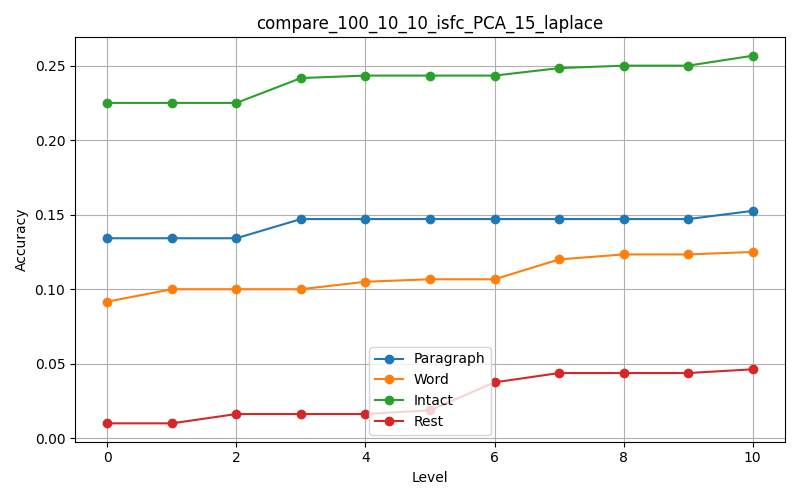 compare_100_10_10_isfc_PCA_15_laplace
Accuracy
0.25
0.20
0.15
0.10
0.05
0.00
Paragraph
Word
Intact
Rest
0 2 4 6 8 10
Level